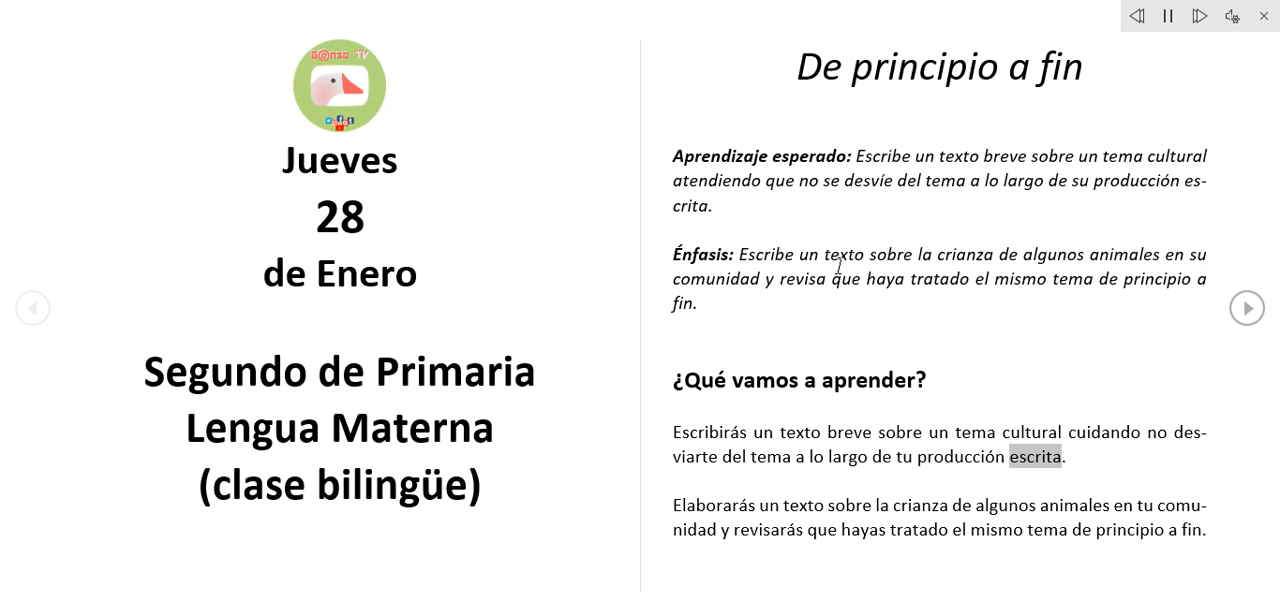 G@nso TV
Jueves
28
de Enero
Segundo de Primaria
Lengua Materna
(clase bilingüe)
De principio a fin
Aprendizaje esperado: Escribe un texto breve sobre un tema cultural
atendiendo que no se desvíe del tema a lo largo de su producción es-
crita.
Énfasis: Escribe un texto sobre la crianza de algunos animales en su
comunidad y revisa que haya tratado el mismo tema de principio a
fin.
¿Qué vamos a aprender?
Escribirás un texto breve sobre un tema cultural cuidando no des-
viarte del tema a lo largo de tu producción escrita.
Elaborarás un texto sobre la crianza de algunos animales en tu comu-
nidad y revisarás que hayas tratado el mismo tema de principio a fin.